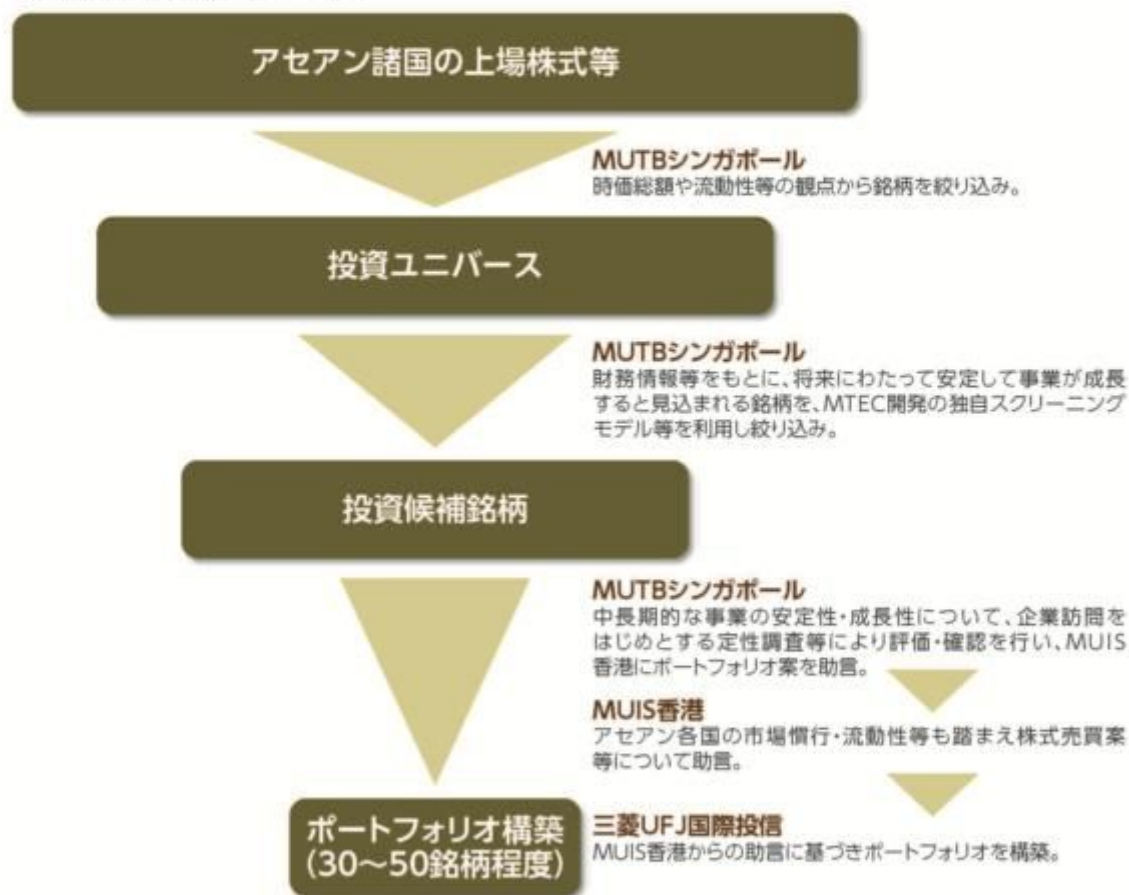 アセアン諸国の上場株式等
MUTBシンガポール
時価総額や流動性等の観点から銘柄を絞り込み。
投資ユニバース
MUTBシンガポール
財務情報等をもとに、将来にわたって安定して事業が成長
すると見込まれる銘柄を、MTEC開発の独自スクリーニング
モデル等を利用し絞り込み。
投資候補銘柄
MUTBシンガポール
中長期的な事業の安定性・成長性について、企業訪問を
はじめとする定性調査等により評価・確認を行い、MUIS
香港にポートフォリオ案を助言。
MUIS香港
アセアン各国の市場慣行・流動性等も踏まえ株式売買案
等について助言。
ポートフォリオ構築
(30〜50銘柄程度)
三菱UFJ国際投信
MUIS香港からの助言に基づきポートフォリオを構築。